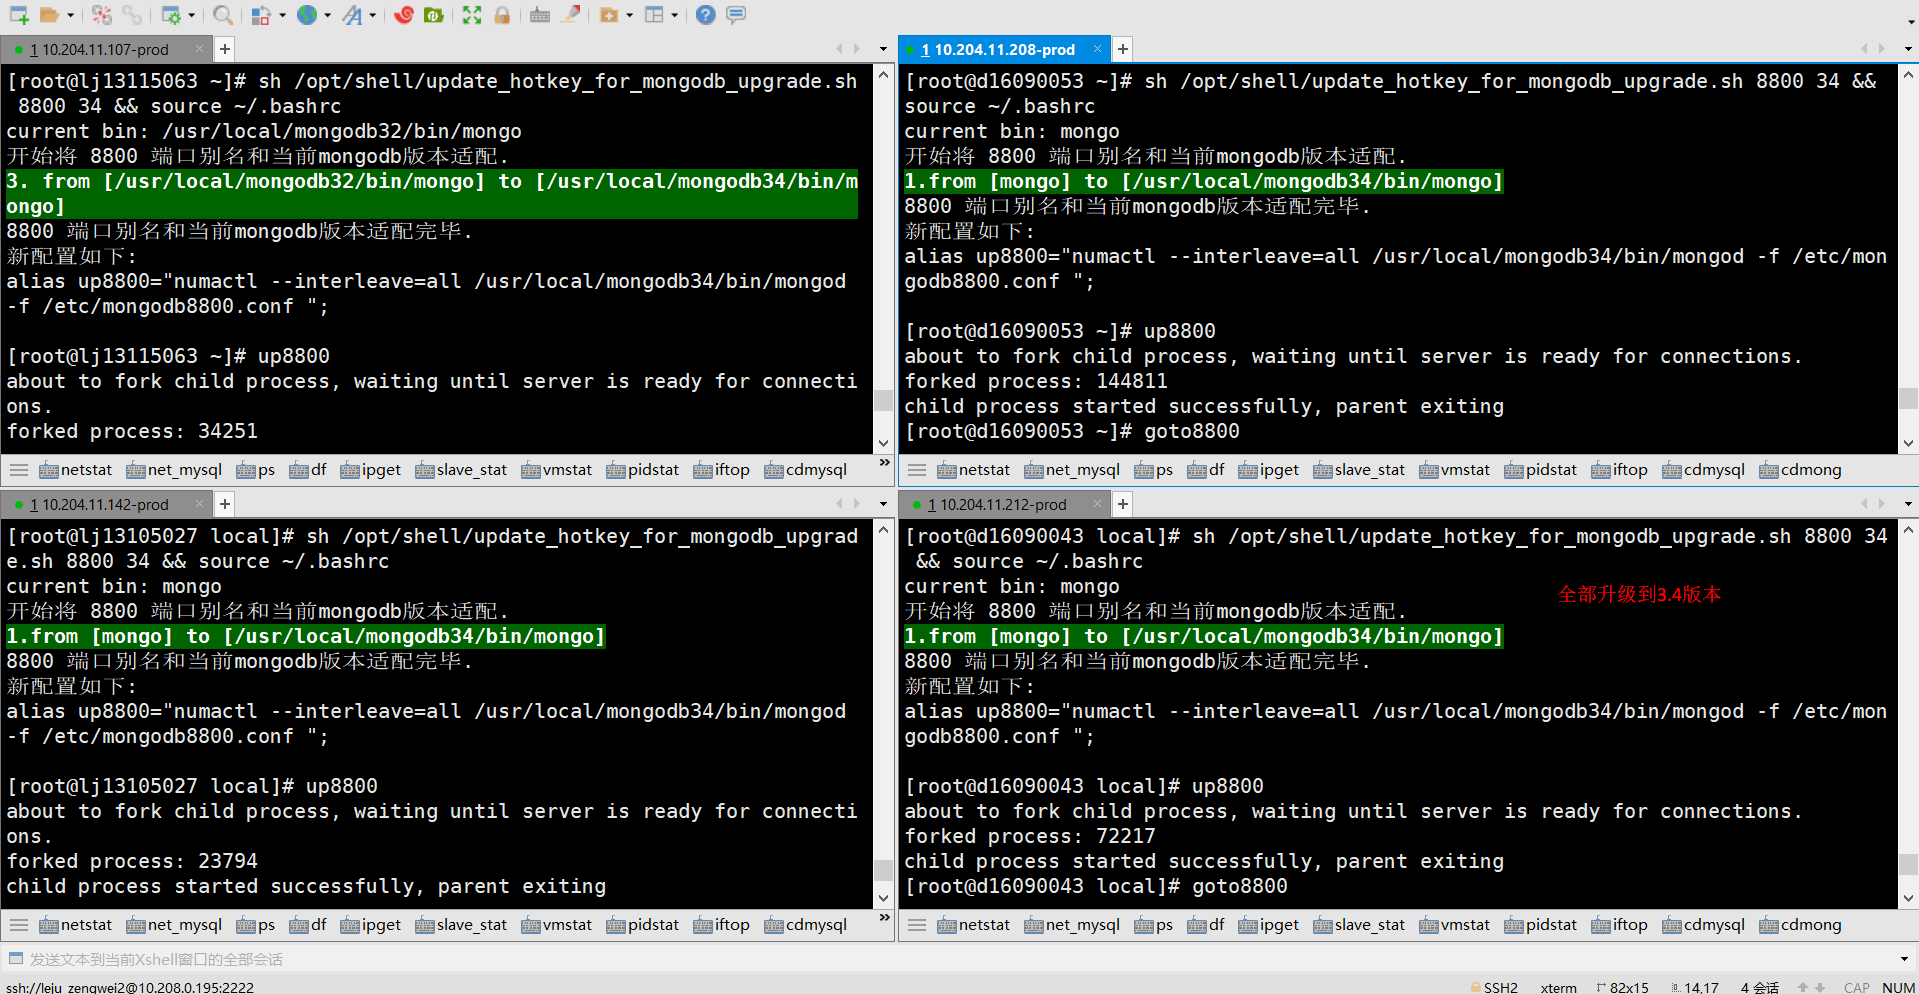 1 10.204.11.107-prod
[root@lj13115063 ~]# sh /opt/shell/update_hotkey_for_mongodb_upgrade.sh
8800 34 && source ~/.bashrc
current bin: /usr/local/mongodb32/bin/mongo
开始将 8800 端口别名和当前mongodb版本适配.
3. from [/usr/local/mongodb32/bin/mongo] to [/usr/local/mongodb34/bin/m
ongo]
8800 端口别名和当前mongodb版本适配完毕.
新配置如下:
alias up8800="numactl --interleave=all /usr/local/mongodb34/bin/mongod
-f /etc/mongodb8800.conf ";
[root@lj13115063 ~]# up8800
about to fork child process, waiting until server is ready for connecti
ons.
forked process: 34251
netstat net_mysql ps df ipget slave_stat vmstat pidstat iftop cdmysql
1 10.204.11.208-prod
[root@d16090053 ~]# sh /opt/shell/update_hotkey_for_mongodb_upgrade.sh 8800 34 &&
source ~/.bashrc
current bin: mongo
开始将 8800 端口别名和当前mongodb版本适配.
1.from [mongo] to [/usr/local/mongodb34/bin/mongo]
8800 端口别名和当前mongodb版本适配完毕.
新配置如下:
alias up8800="numactl --interleave=all /usr/local/mongodb34/bin/mongod -f /etc/mon
godb8800.conf ";
[root@d16090053 ~]# up8800
about to fork child process, waiting until server is ready for connections.
forked process: 144811
child process started successfully, parent exiting
[root@d16090053 ~]# goto8800
netstat net_mysql ps df ipget slave_stat vmstat pidstat iftop cdmysql cdmong
1 10.204.11.142-prod
[root@lj13105027 local]# sh /opt/shell/update_hotkey_for_mongodb_upgrad
e.sh 8800 34 && source ~/.bashrc
current bin: mongo
开始将 8800 端口别名和当前mongodb版本适配.
1.from [mongo] to [/usr/local/mongodb34/bin/mongo]
8800 端口别名和当前mongodb版本适配完毕.
新配置如下:
alias up8800="numactl --interleave=all /usr/local/mongodb34/bin/mongod
-f /etc/mongodb8800.conf ";
[root@lj13105027 local]# up8800
about to fork child process, waiting until server is ready for connecti
ons.
forked process: 23794
child process started successfully, parent exiting
netstat net_mysql ps df ipget slave_stat vmstat pidstat iftop cdmysql
1 10.204.11.212-prod
[root@d16090043 local]# sh /opt/shell/update_hotkey_for_mongodb_upgrade.sh 8800 34
&& source ~/.bashrc
current bin: mongo
全部升级到3.4版本
开始将 8800 端口别名和当前mongodb版本适配.
1.from [mongo] to [/usr/local/mongodb34/bin/mongo]
8800 端口别名和当前mongodb版本适配完毕.
新配置如下:
alias up8800="numactl --interleave=all /usr/local/mongodb34/bin/mongod -f /etc/mon
godb8800.conf ";
[root@d16090043 local]# up8800
about to fork child process, waiting until server is ready for connections.
forked process: 72217
child process started successfully, parent exiting
[root@d16090043 local]# goto8800
netstat net_mysql ps df ipget slave_stat vmstat pidstat iftop cdmysql cdmong
发送文本到当前Xshell窗口的全部会话
ssh://leju_zengwei2@10.208.0.195:2222 SSH2 xterm 82x15 14,17 4 会话 CAP NUM